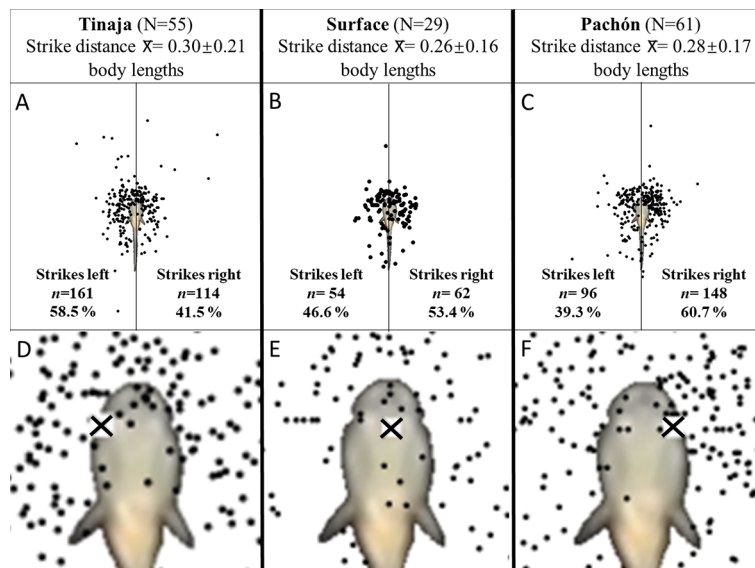 Tinaja (N=55)
Strike distance x̅= 0.30±0.21
body lengths
Surface (N=29)
Strike distance x̅= 0.26±0.16
body lengths
Pachón (N=61)
Strike distance x̅= 0.28±0.17
body lengths
A
Strikes left
n=161
58.5 %
Strikes right
n=114
41.5 %
B
Strikes left
n= 54
46.6 %
Strikes right
n= 62
53.4 %
C
Strikes left
n= 96
39.3 %
Strikes right
n= 148
60.7 %
D
E
F